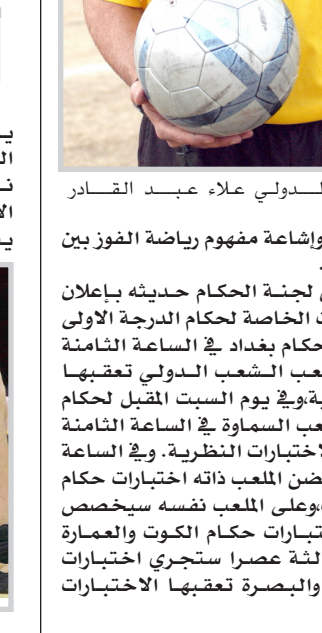 ـدولي علاء عبد القادر
وإشاعة مفهوم رياضة الفوز بين
لجنة الحكام حديثه بإعلان
ت الخاصة لحكام الدرجة الاولى
حكام بغداد في الساعة الثامنة
عب الشعب الدولي تعقبها
ية،وفي يوم السبت المقبل لحكام
عب السماوة في الساعة الثامنة
لاختبارات النظرية. وفي الساعة
ضن الملعب ذاته اختبارات حكام
،وعلى الملعب نفسه سيخصص
تبارات حكام الكوت والعمارة
لثة عصرا ستجري اختبارات
والبصرة تعقبها الاختبارات